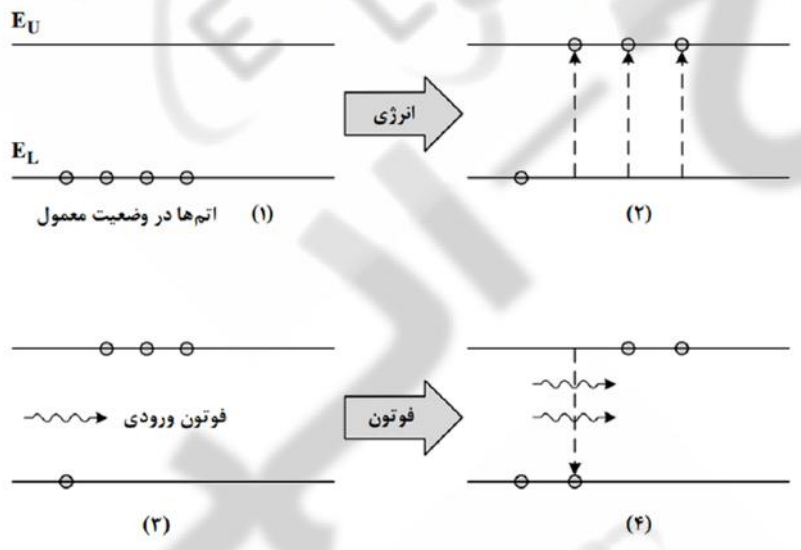 E_U
انرژی
E_L
(۱) اتم‌ها در وضعیت معمول
(۲)
فوتون ورودی
فوتون
(۳)
(۴)